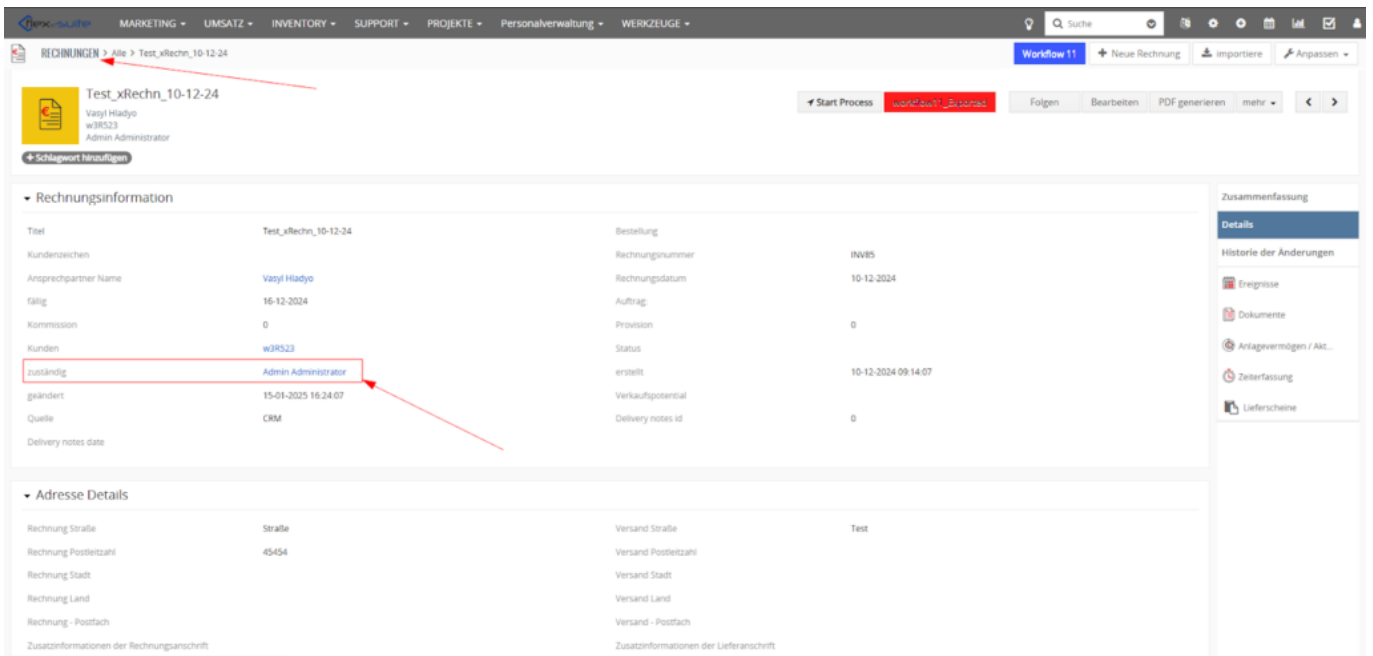 flex-suite MARKETING UMSATZ INVENTORY SUPPORT PROJEKTE Personalverwaltung WERKZEUGE Suche
RECHNUNGEN > Alle > Test_xRechn_10-12-24 Workflow 11 + Neue Rechnung importiere Anpassen
Test_xRechn_10-12-24
Vasyl Hladyo
w3R523
Admin Administrator
Start Process workflow11_Exported Folgen Bearbeiten PDF generieren mehr
+ Schlagwort hinzufügen
Rechnungsinformation
Titel Test_xRechn_10-12-24 Bestellung
Kundenzeichen Rechnungsnummer INV85
Ansprechpartner Name Vasyl Hladyo Rechnungsdatum 10-12-2024
fällig 16-12-2024 Auftrag
Kommission 0 Provision 0
Kunden w3R523 Status
zuständig Admin Administrator erstellt 10-12-2024 09:14:07
geändert 15-01-2025 16:24:07 Verkaufspotential
Quelle CRM Delivery notes id 0
Delivery notes date
Zusammenfassung
Details
Historie der Änderungen
Ereignisse
Dokumente
Anlagevermögen / Akt...
Zeiterfassung
Lieferscheine
Adresse Details
Rechnung Straße Straße Versand Straße Test
Rechnung Postleitzahl 45454 Versand Postleitzahl
Rechnung Stadt Versand Stadt
Rechnung Land Versand Land
Rechnung - Postfach Versand - Postfach
Zusatzinformationen der Rechnungsanschrift Zusatzinformationen der Lieferanschrift